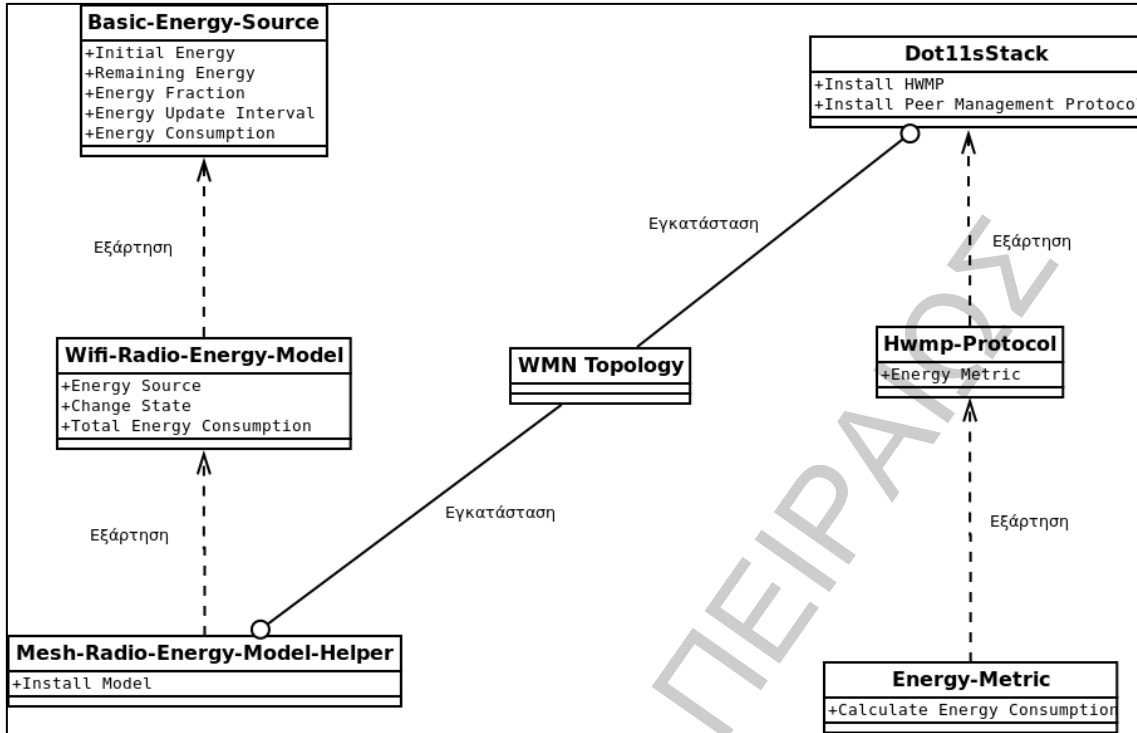 Basic-Energy-Source
+Initial Energy
+Remaining Energy
+Energy Fraction
+Energy Update Interval
+Energy Consumption
Dot11sStack
+Install HWMP
+Install Peer Management Protocol
Εξάρτηση
Εγκατάσταση
Εξάρτηση
Wifi-Radio-Energy-Model
+Energy Source
+Change State
+Total Energy Consumption
WMN Topology
Hwmp-Protocol
+Energy Metric
Εξάρτηση
Εγκατάσταση
Εξάρτηση
Mesh-Radio-Energy-Model-Helper
+Install Model
Energy-Metric
+Calculate Energy Consumption
ΠΕΙΡΑΙΩΣ